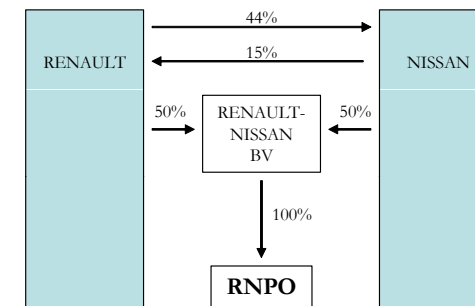 44%
RENAULT
15%
NISSAN
50%
RENAULT-
NISSAN
BV
50%
100%
RNPO